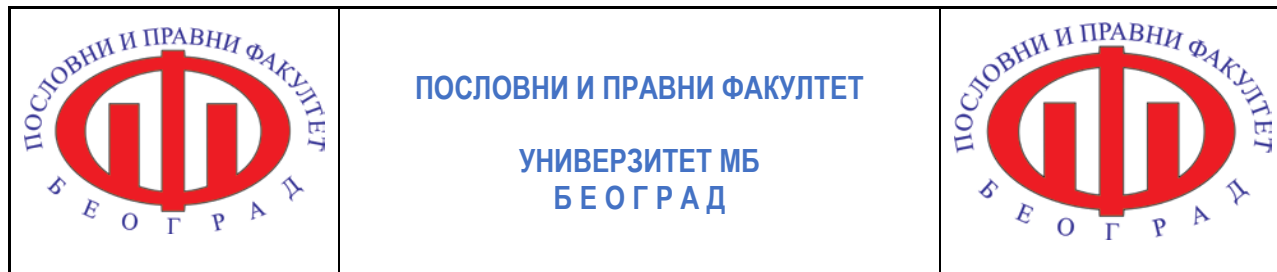 ПОСЛОВНИ И ПРАВНИ ФАКУЛТЕТ
БЕОГРАД
ПОСЛОВНИ И ПРАВНИ ФАКУЛТЕТ
УНИВЕРЗИТЕТ МБ
Б Е О Г Р А Д
ПОСЛОВНИ И ПРАВНИ ФАКУЛТЕТ
БЕОГРАД